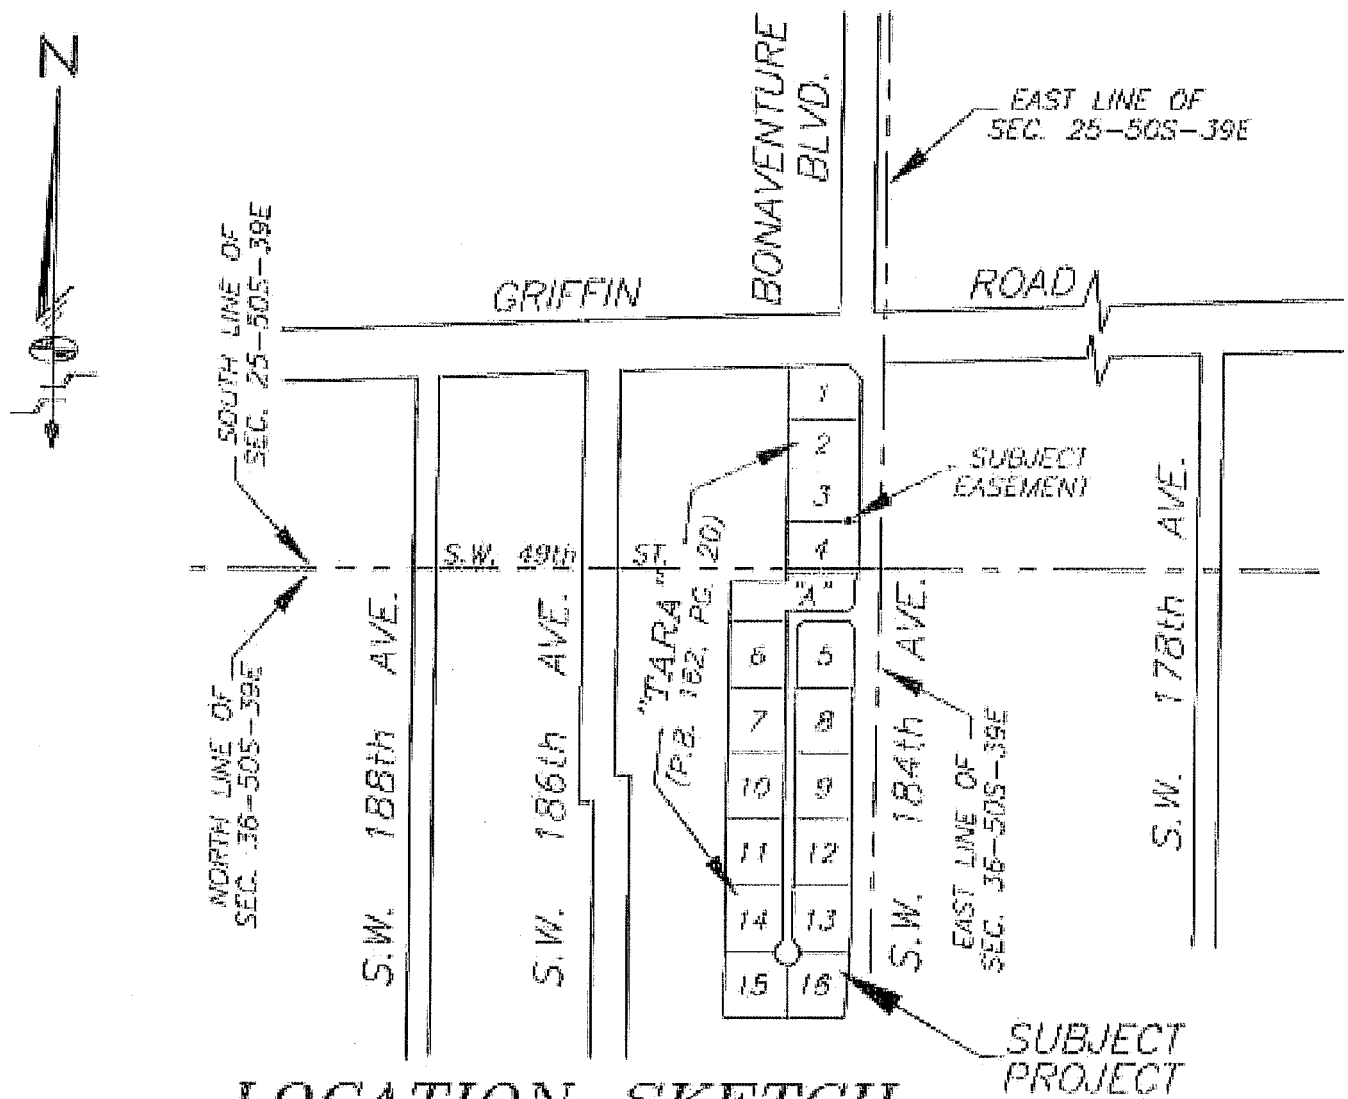 N
BONAVENTURE
BLVD.
EAST LINE OF
SEC. 25-50S-39E
SOUTH LINE OF
SEC. 25-50S-39E
GRIFFIN
ROAD
1
2
3
4
SUBJECT
EASEMENT
S.W. 49th ST.
"A"
"TARA"
(P.B. 162, PG. 20)
6
5
7
8
10
9
11
12
14
13
15
16
NORTH LINE OF
SEC. 36-50S-39E
S.W. 188th AVE.
S.W. 186th AVE.
S.W. 184th AVE.
EAST LINE OF
SEC. 36-50S-39E
S.W. 178th AVE.
SUBJECT
PROJECT
LOCATION SKETCH